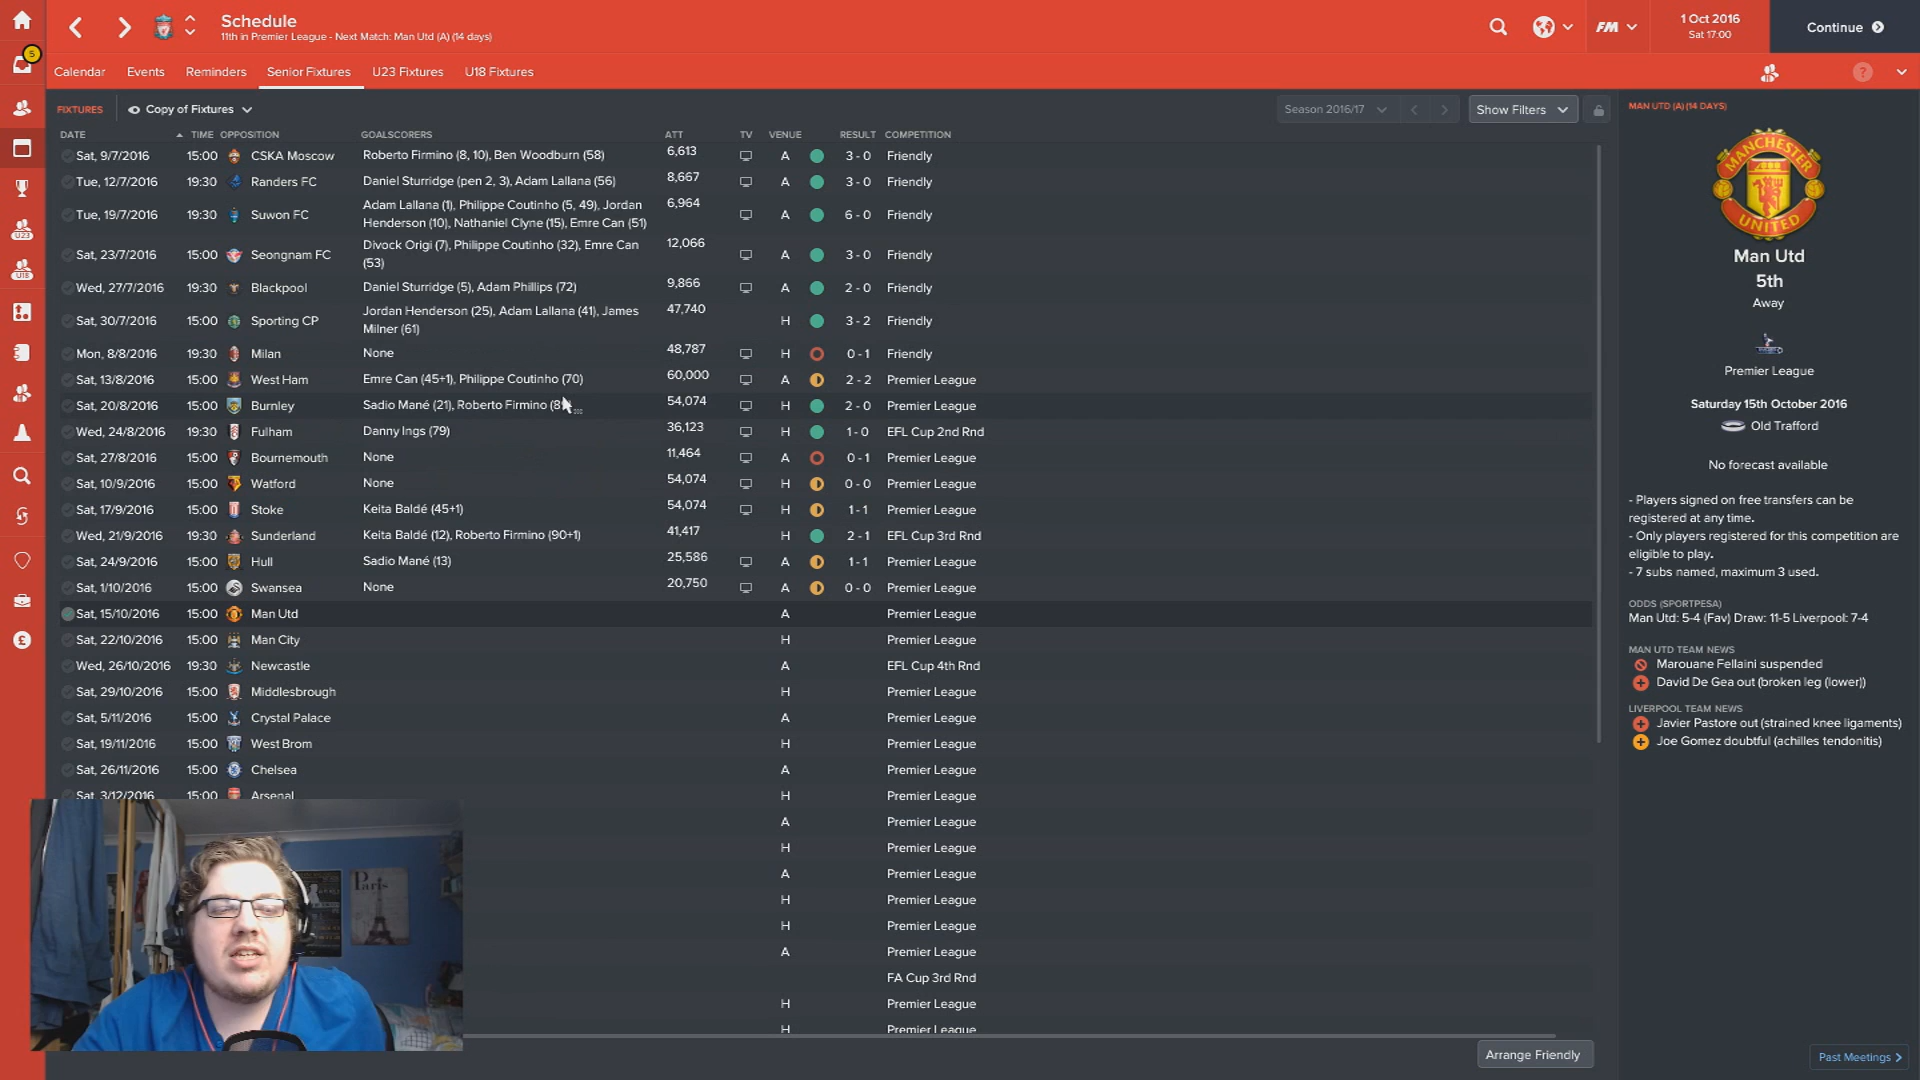 5
Schedule
11th in Premier League - Next Match: Man Utd (A) (14 days)
FM
1 Oct 2016
Sat 17:00
Continue
Calendar Events Reminders Senior Fixtures U23 Fixtures U18 Fixtures
?
FIXTURES Copy of Fixtures Season 2016/17 Show Filters
DATE TIME OPPOSITION GOALSCORERS ATT TV VENUE RESULT COMPETITION
Sat, 9/7/2016 15:00 CSKA Moscow Roberto Firmino (8, 10), Ben Woodburn (58) 6,613 A 3 - 0 Friendly
Tue, 12/7/2016 19:30 Randers FC Daniel Sturridge (pen 2, 3), Adam Lallana (56) 8,667 A 3 - 0 Friendly
Tue, 19/7/2016 19:30 Suwon FC Adam Lallana (1), Philippe Coutinho (5, 49), Jordan 6,964 A 6 - 0 Friendly
Henderson (10), Nathaniel Clyne (15), Emre Can (51)
Sat, 23/7/2016 15:00 Seongnam FC Divock Origi (7), Philippe Coutinho (32), Emre Can 12,066 A 3 - 0 Friendly
(53)
Wed, 27/7/2016 19:30 Blackpool Daniel Sturridge (5), Adam Phillips (72) 9,866 A 2 - 0 Friendly
Sat, 30/7/2016 15:00 Sporting CP Jordan Henderson (25), Adam Lallana (41), James 47,740 H 3 - 2 Friendly
Milner (61)
Mon, 8/8/2016 19:30 Milan None 48,787 H 0 - 1 Friendly
Sat, 13/8/2016 15:00 West Ham Emre Can (45+1), Philippe Coutinho (70) 60,000 A 2 - 2 Premier League
Sat, 20/8/2016 15:00 Burnley Sadio Mané (21), Roberto Firmino (8 54,074 H 2 - 0 Premier League
Wed, 24/8/2016 19:30 Fulham Danny Ings (79) 36,123 H 1 - 0 EFL Cup 2nd Rnd
Sat, 27/8/2016 15:00 Bournemouth None 11,464 A 0 - 1 Premier League
Sat, 10/9/2016 15:00 Watford None 54,074 H 0 - 0 Premier League
Sat, 17/9/2016 15:00 Stoke Keita Baldé (45+1) 54,074 H 1 - 1 Premier League
Wed, 21/9/2016 19:30 Sunderland Keita Baldé (12), Roberto Firmino (90+1) 41,417 H 2 - 1 EFL Cup 3rd Rnd
Sat, 24/9/2016 15:00 Hull Sadio Mané (13) 25,586 A 1 - 1 Premier League
Sat, 1/10/2016 15:00 Swansea None 20,750 A 0 - 0 Premier League
Sat, 15/10/2016 15:00 Man Utd A Premier League
Sat, 22/10/2016 15:00 Man City H Premier League
Wed, 26/10/2016 19:30 Newcastle A EFL Cup 4th Rnd
Sat, 29/10/2016 15:00 Middlesbrough H Premier League
Sat, 5/11/2016 15:00 Crystal Palace A Premier League
Sat, 19/11/2016 15:00 West Brom H Premier League
Sat, 26/11/2016 15:00 Chelsea A Premier League
Sat, 3/12/2016 15:00 Arsenal H Premier League
A Premier League
H Premier League
A Premier League
H Premier League
H Premier League
A Premier League
FA Cup 3rd Rnd
H Premier League
H Premier League
Paris
Arrange Friendly
MAN UTD (A) (14 DAYS)
MANCHESTER
UNITED
Man Utd
5th
Away
Premier League
Saturday 15th October 2016
Old Trafford
No forecast available
- Players signed on free transfers can be
registered at any time.
- Only players registered for this competition are
eligible to play.
- 7 subs named, maximum 3 used.
ODDS (SPORTPESA)
Man Utd: 5-4 (Fav) Draw: 11-5 Liverpool: 7-4
MAN UTD TEAM NEWS
Marouane Fellaini suspended
David De Gea out (broken leg (lower))
LIVERPOOL TEAM NEWS
Javier Pastore out (strained knee ligaments)
Joe Gomez doubtful (achilles tendonitis)
Past Meetings
U23
U18
£